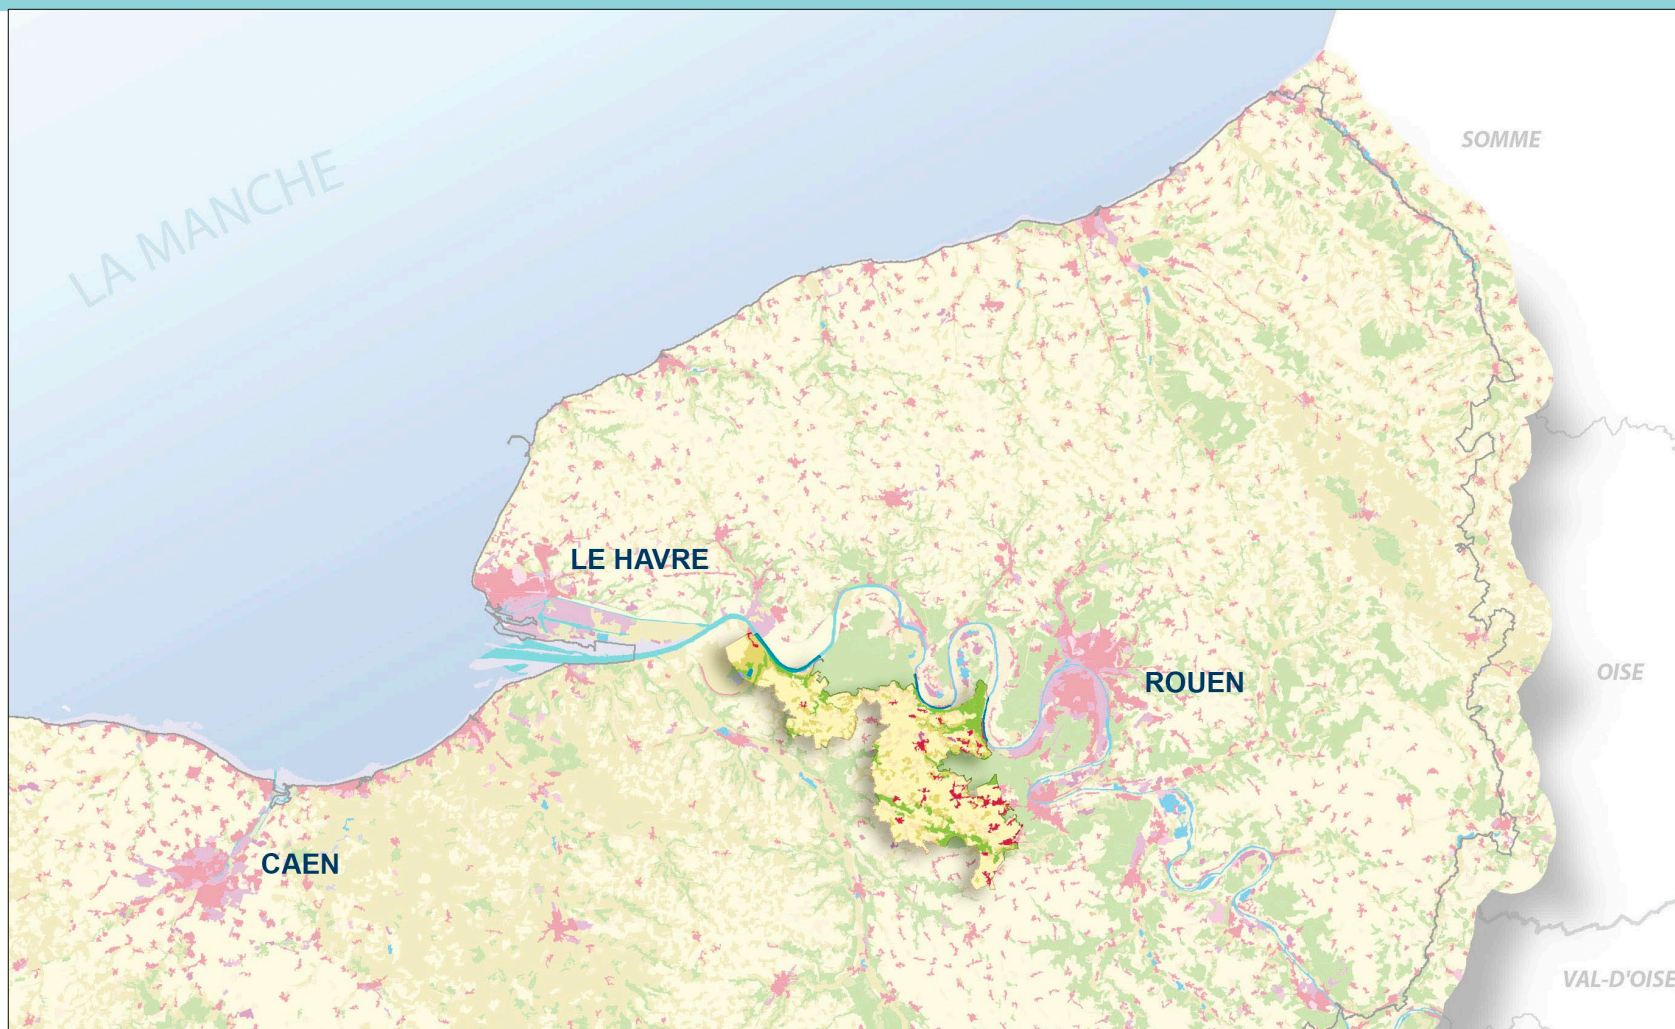 SOMME
LA MANCHE
LE HAVRE
OISE
ROUEN
CAEN
VAL-D'OISE